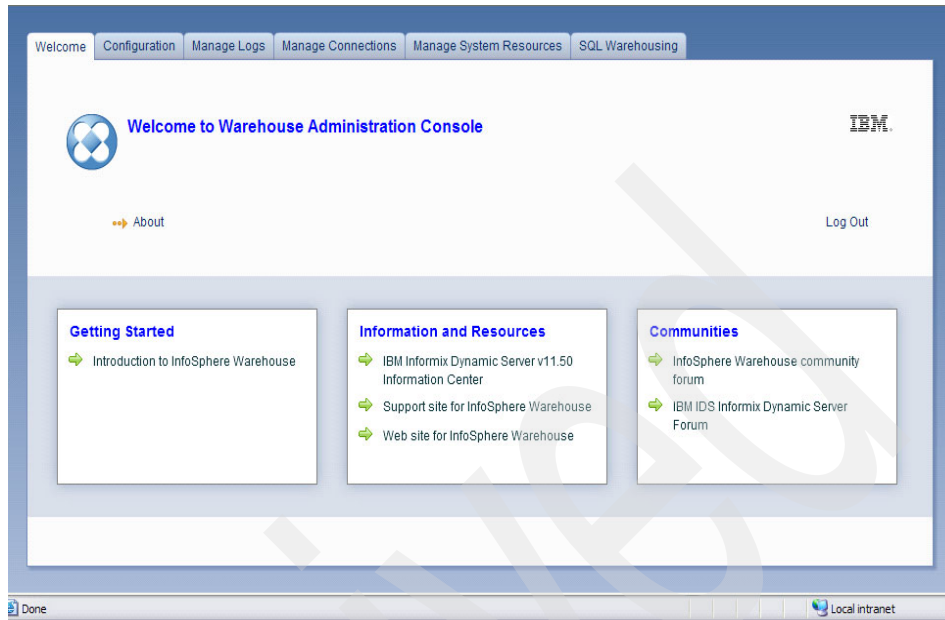 Welcome Configuration Manage Logs Manage Connections Manage System Resources SQL Warehousing
Welcome to Warehouse Administration Console
IBM.
About
Log Out
Getting Started
Introduction to InfoSphere Warehouse
Information and Resources
IBM Informix Dynamic Server v11.50
Information Center
Support site for InfoSphere Warehouse
Web site for InfoSphere Warehouse
Communities
InfoSphere Warehouse community
forum
IBM IDS Informix Dynamic Server
Forum
Done
Local intranet